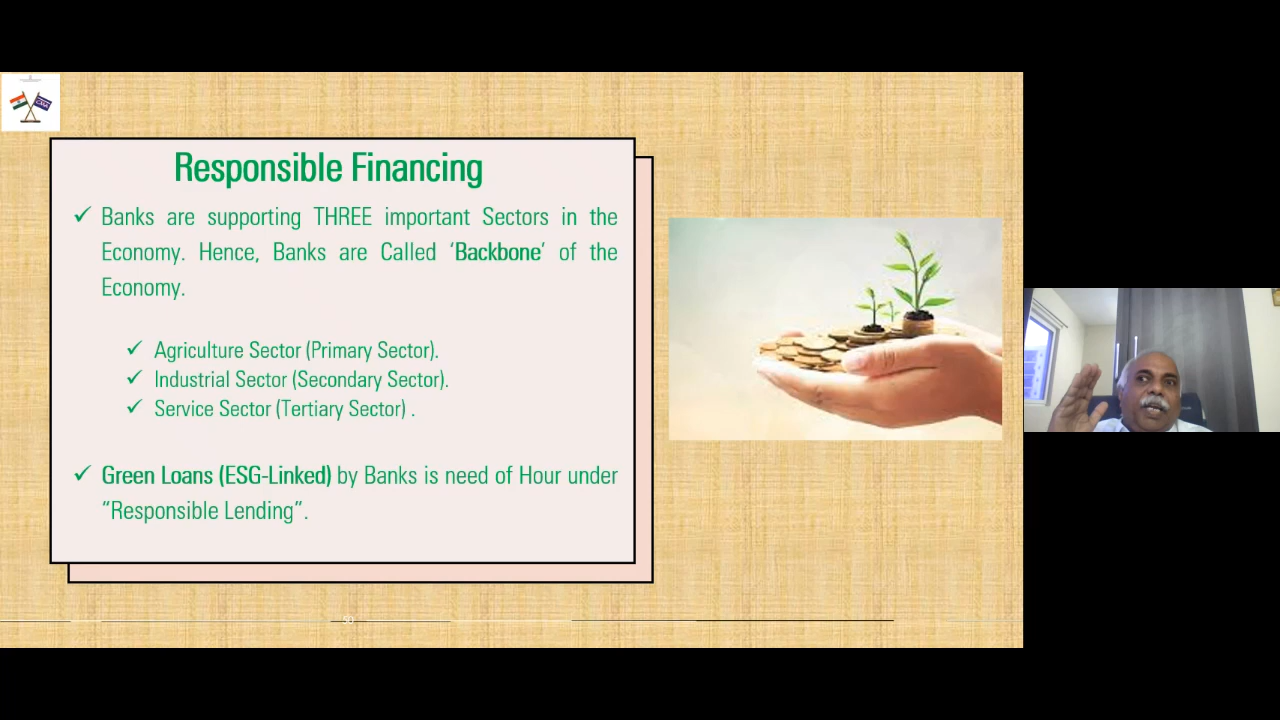 Responsible Financing
✓ Banks are supporting THREE important Sectors in the
Economy. Hence, Banks are Called ‘Backbone’ of the
Economy.
✓ Agriculture Sector (Primary Sector).
✓ Industrial Sector (Secondary Sector).
✓ Service Sector (Tertiary Sector) .
✓ Green Loans (ESG-Linked) by Banks is need of Hour under
“Responsible Lending”.